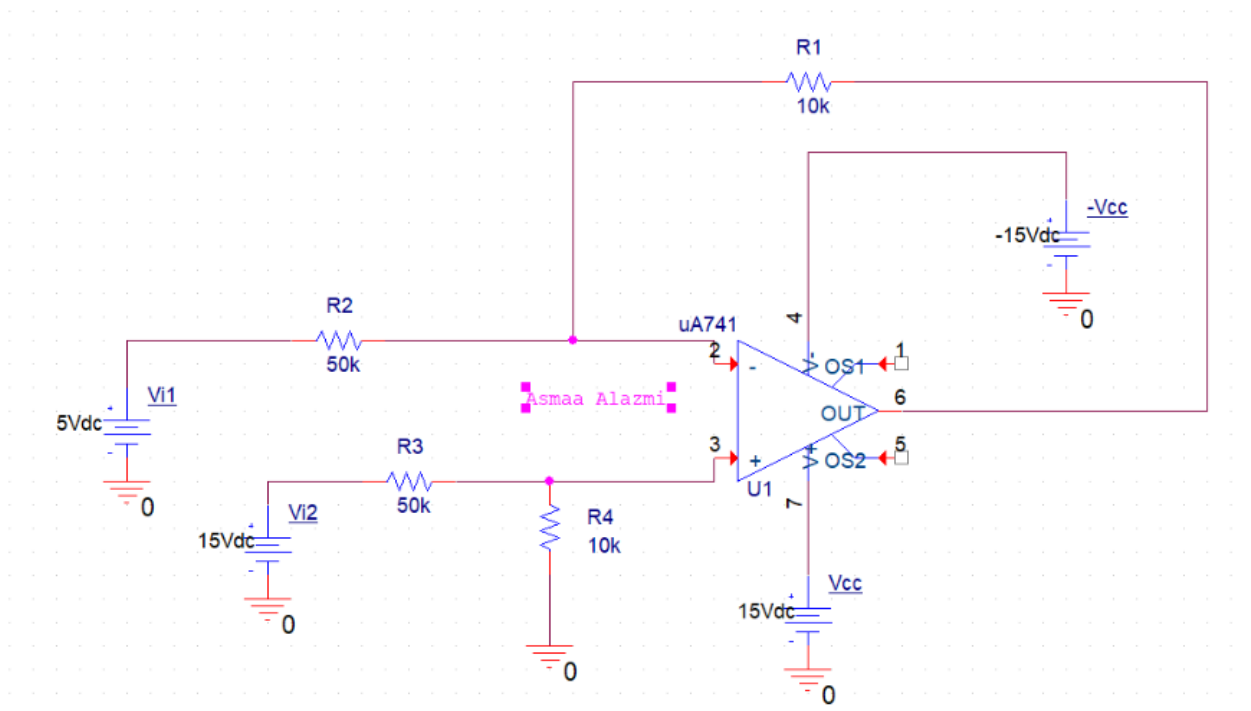 R1
10k
-Vcc
-15Vdc
0
R2
50k
uA741
4
2
-
V-
OS1
1
Vi1
5Vdc
Asmaa Alazmi
OUT
6
R3
50k
3
+
V+
OS2
5
U1
0
7
Vi2
15Vdc
R4
10k
Vcc
15Vdc
0
0
0